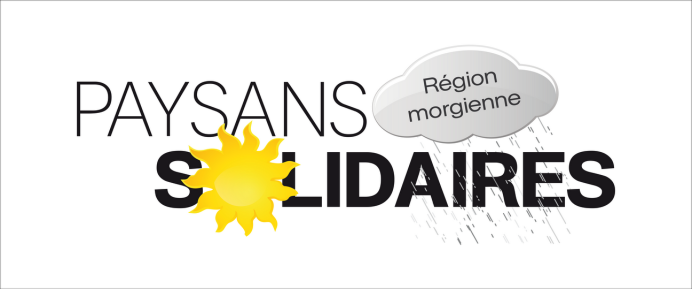 PAYSANS
Région
morgienne
SOLIDAIRES